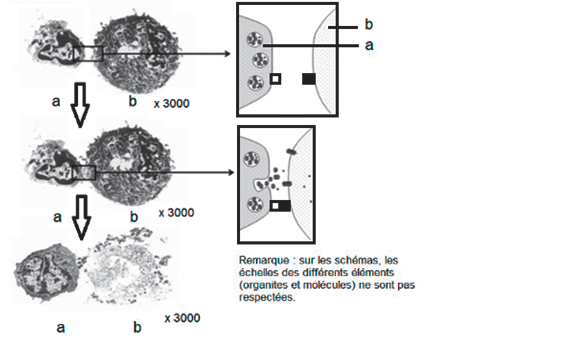 b
a
a b x 3000
a b x 3000
Remarque : sur les schémas, les
échelles des différents éléments
(organites et molécules) ne sont pas
respectées.
a b x 3000